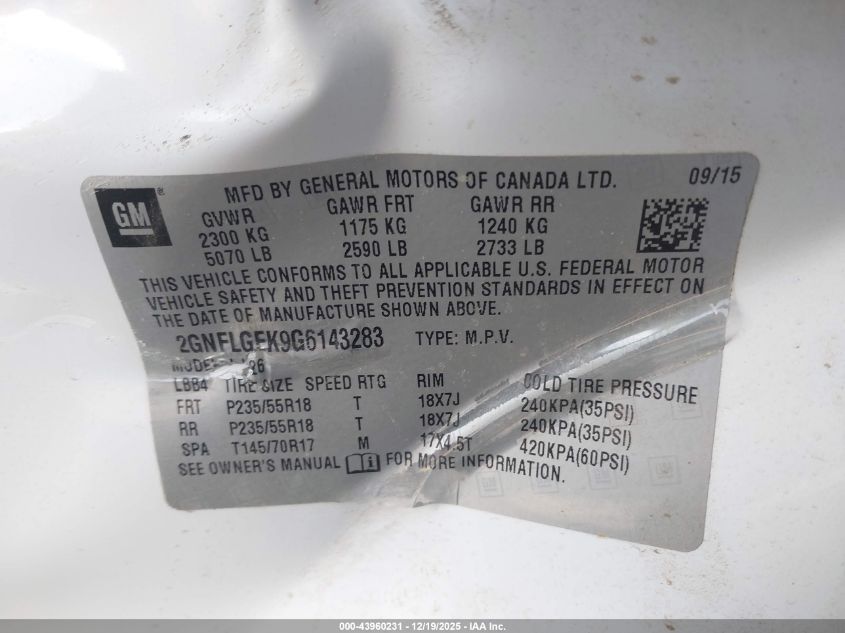 GM ®
MFD BY GENERAL MOTORS OF CANADA LTD. 09/15
GVWR GAWR FRT GAWR RR
2300 KG 1175 KG 1240 KG
5070 LB 2590 LB 2733 LB
THIS VEHICLE CONFORMS TO ALL APPLICABLE U.S. FEDERAL MOTOR
VEHICLE SAFETY AND THEFT PREVENTION STANDARDS IN EFFECT ON
THE DATE OF MANUFACTURE SHOWN ABOVE.
2GNFLGEK9G6143283 TYPE: M.P.V.
LBB4 TIRE SIZE SPEED RTG RIM COLD TIRE PRESSURE
FRT P235/55R18 T 18X7J 240KPA(35PSI)
RR P235/55R18 T 18X7J 240KPA(35PSI)
SPA T145/70R17 M 17X4.5T 420KPA(60PSI)
SEE OWNER'S MANUAL FOR MORE INFORMATION.
000-43960231 - 12/19/2025 - IAA Inc.